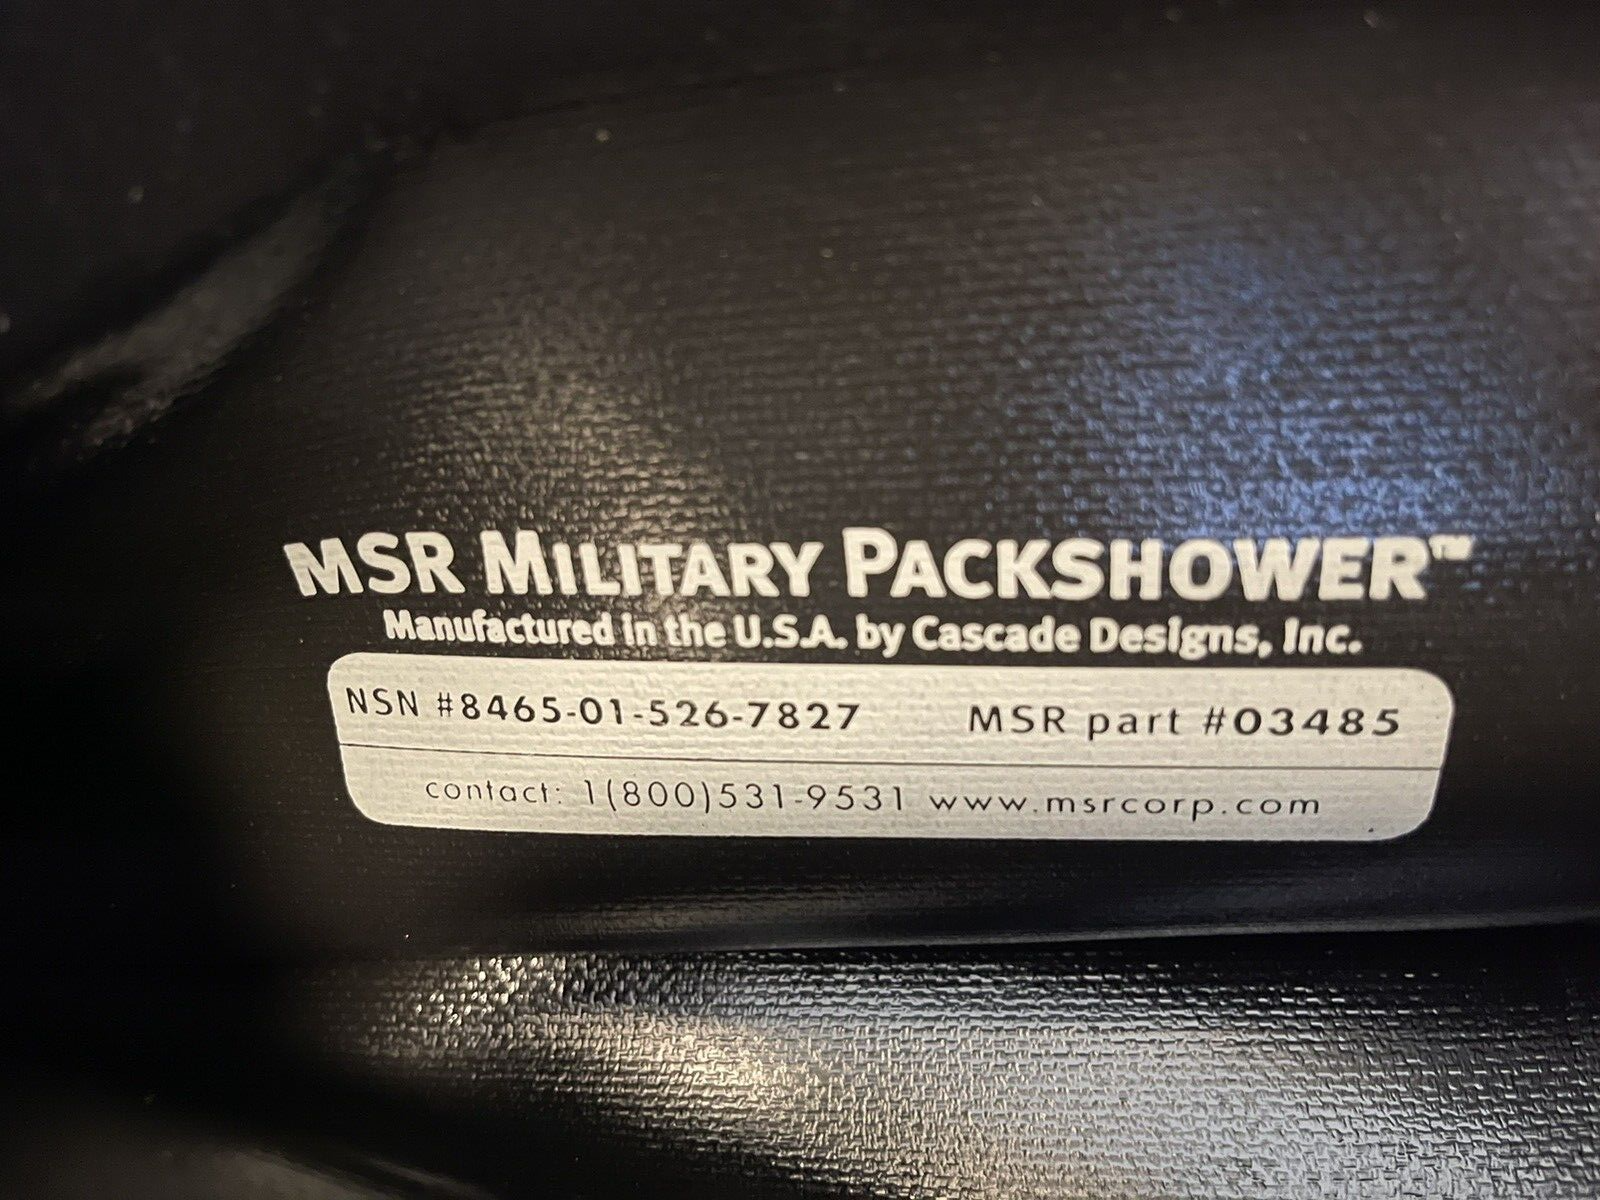 MSR MILITARY PACKSHOWER™
Manufactured in the U.S.A. by Cascade Designs, Inc.
NSN #8465-01-526-7827 MSR part #03485
contact: 1(800)531-9531 www.msrcorp.com